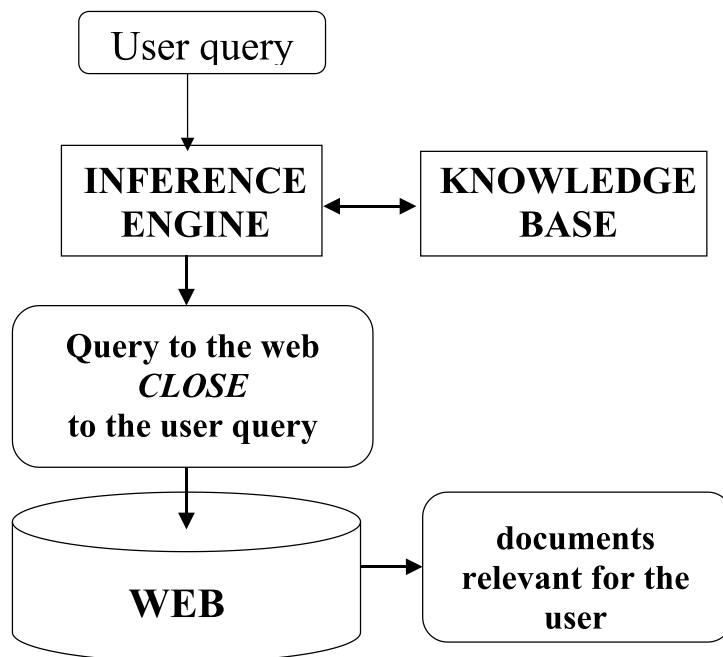 User query
INFERENCE
ENGINE
KNOWLEDGE
BASE
Query to the web
CLOSE
to the user query
WEB
documents
relevant for the
user